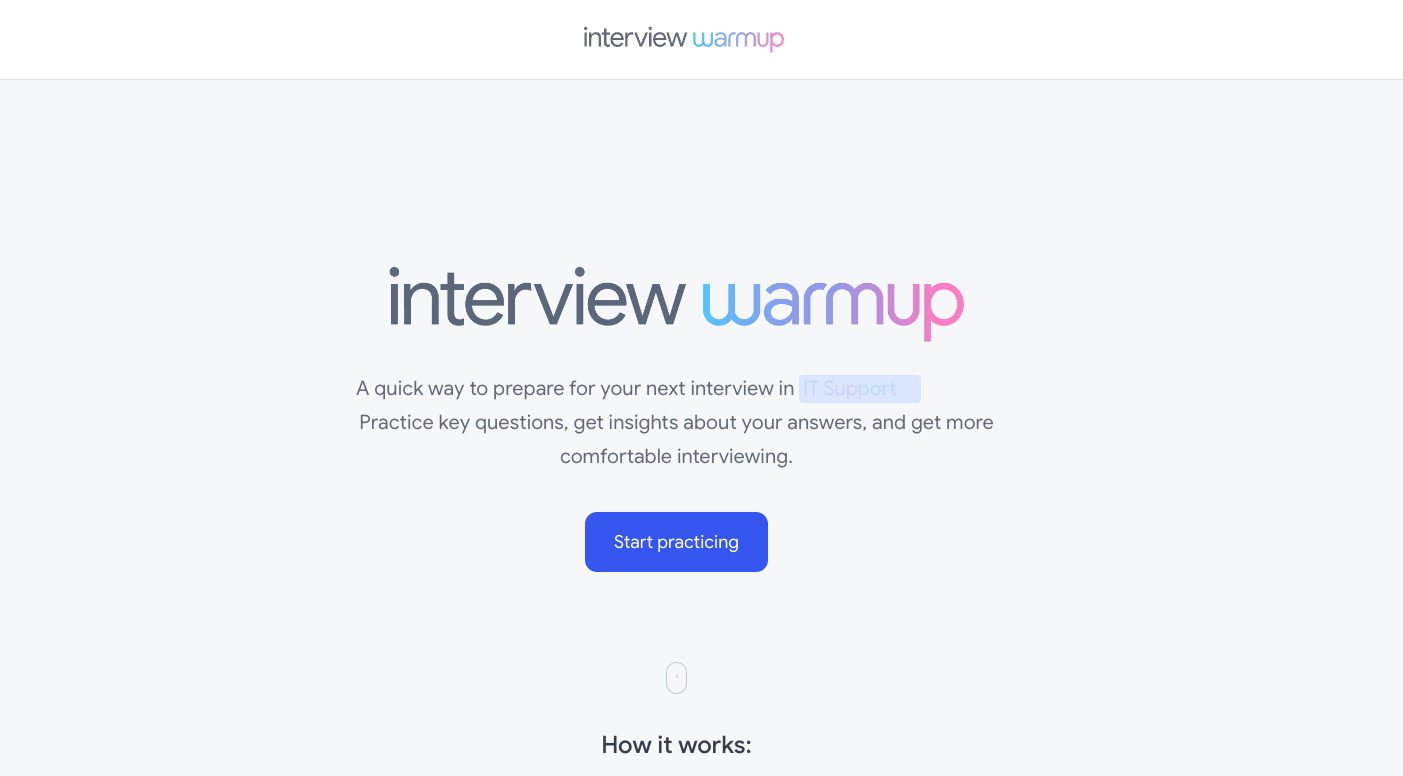 interview warmup
interview warmup
A quick way to prepare for your next interview in IT Support
Practice key questions, get insights about your answers, and get more
comfortable interviewing.
Start practicing
How it works: